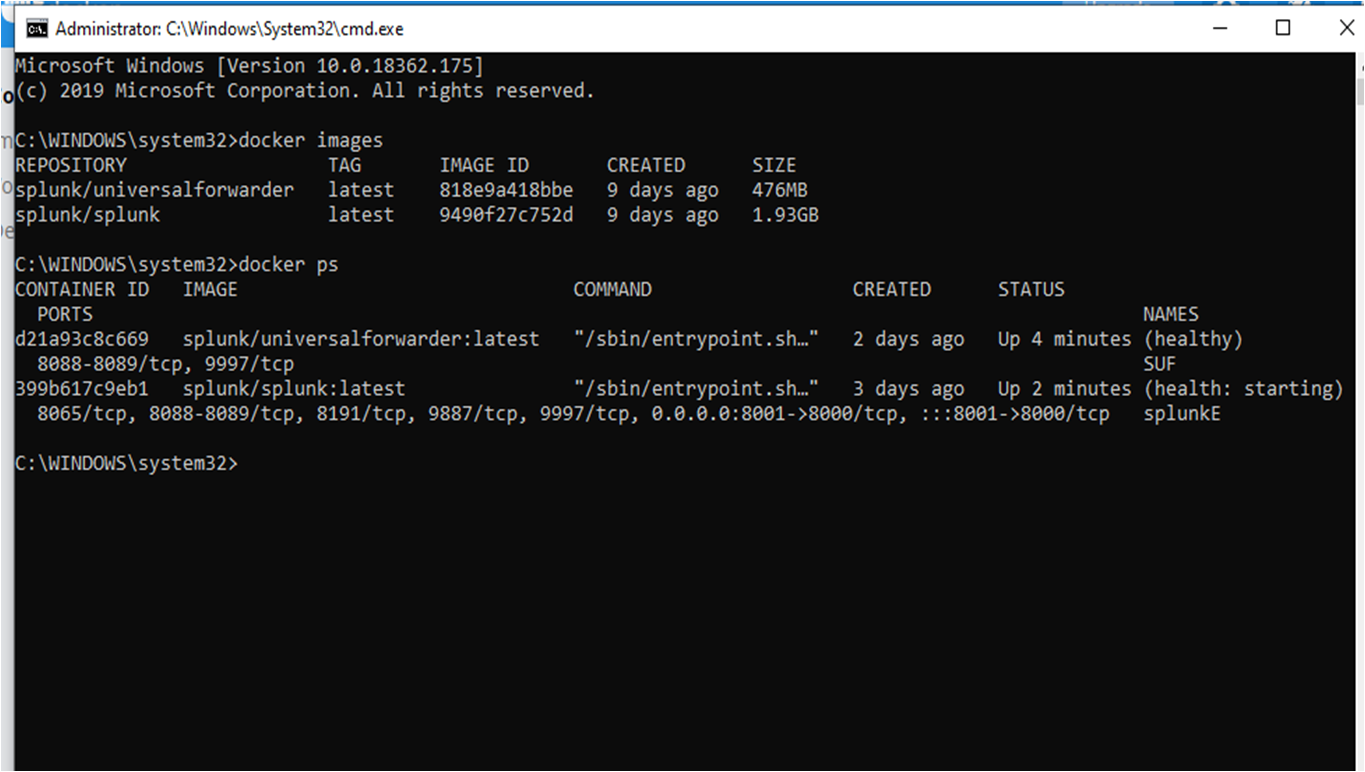 Administrator: C:\Windows\System32\cmd.exe
Microsoft Windows [Version 10.0.18362.175]
(c) 2019 Microsoft Corporation. All rights reserved.
C:\WINDOWS\system32>docker images
REPOSITORY TAG IMAGE ID CREATED SIZE
splunk/universalforwarder latest 818e9a418bbe 9 days ago 476MB
splunk/splunk latest 9490f27c752d 9 days ago 1.93GB
C:\WINDOWS\system32>docker ps
CONTAINER ID IMAGE COMMAND CREATED STATUS
PORTS NAMES
d21a93c8c669 splunk/universalforwarder:latest "/sbin/entrypoint.sh…" 2 days ago Up 4 minutes (healthy)
8088-8089/tcp, 9997/tcp SUF
399b617c9eb1 splunk/splunk:latest "/sbin/entrypoint.sh…" 3 days ago Up 2 minutes (health: starting)
8065/tcp, 8088-8089/tcp, 8191/tcp, 9887/tcp, 9997/tcp, 0.0.0.0:8001->8000/tcp, :::8001->8000/tcp splunkE
C:\WINDOWS\system32>